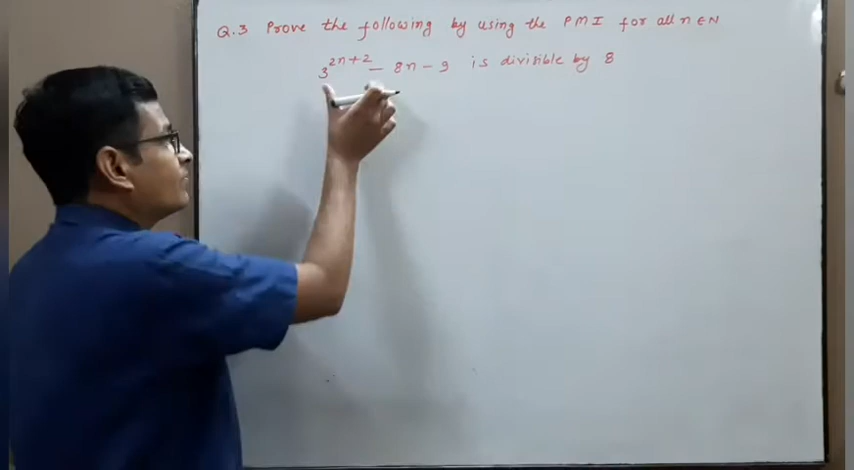 Q.3 Prove the following by using the PMI for all n ∈ N
3^{2n+2} - 8n - 9 is divisible by 8